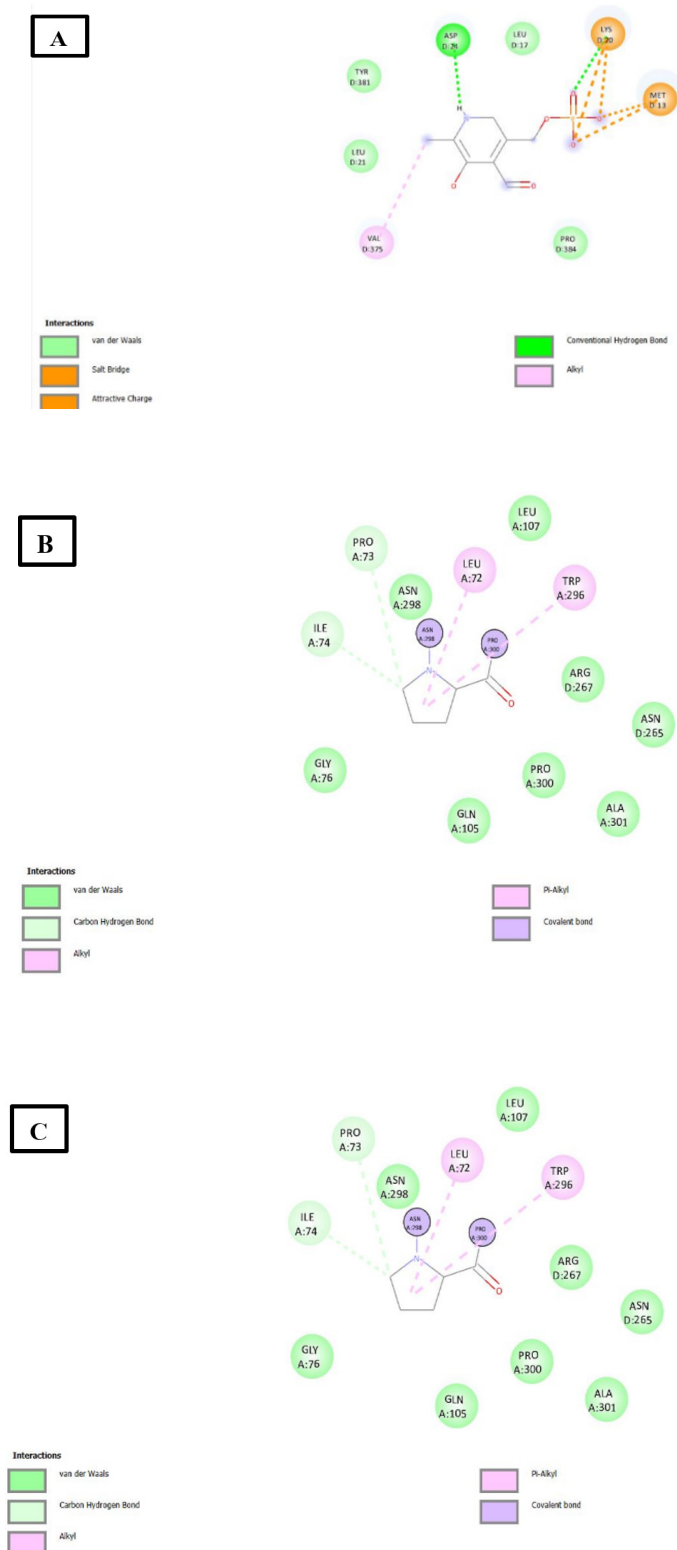 A
ASP
D:24
LEU
D:17
LYS
D:20
TYR
D:381
MET
D:13
H
N
O
O
P
O
O
LEU
D:21
O
O
VAL
D:375
PRO
D:384
Interactions
van der Waals
Salt Bridge
Attractive Charge
Conventional Hydrogen Bond
Alkyl
B
LEU
A:107
PRO
A:73
LEU
A:72
TRP
A:296
ASN
A:298
ILE
A:74
ASN
A:298
PRO
A:300
N
O
ARG
D:267
ASN
D:265
GLY
A:76
PRO
A:300
GLN
A:105
ALA
A:301
Interactions
van der Waals
Carbon Hydrogen Bond
Alkyl
Pi-Alkyl
Covalent bond
C
LEU
A:107
PRO
A:73
LEU
A:72
TRP
A:296
ASN
A:298
ILE
A:74
ASN
A:298
PRO
A:300
N
O
ARG
D:267
ASN
D:265
GLY
A:76
PRO
A:300
GLN
A:105
ALA
A:301
Interactions
van der Waals
Carbon Hydrogen Bond
Alkyl
Pi-Alkyl
Covalent bond